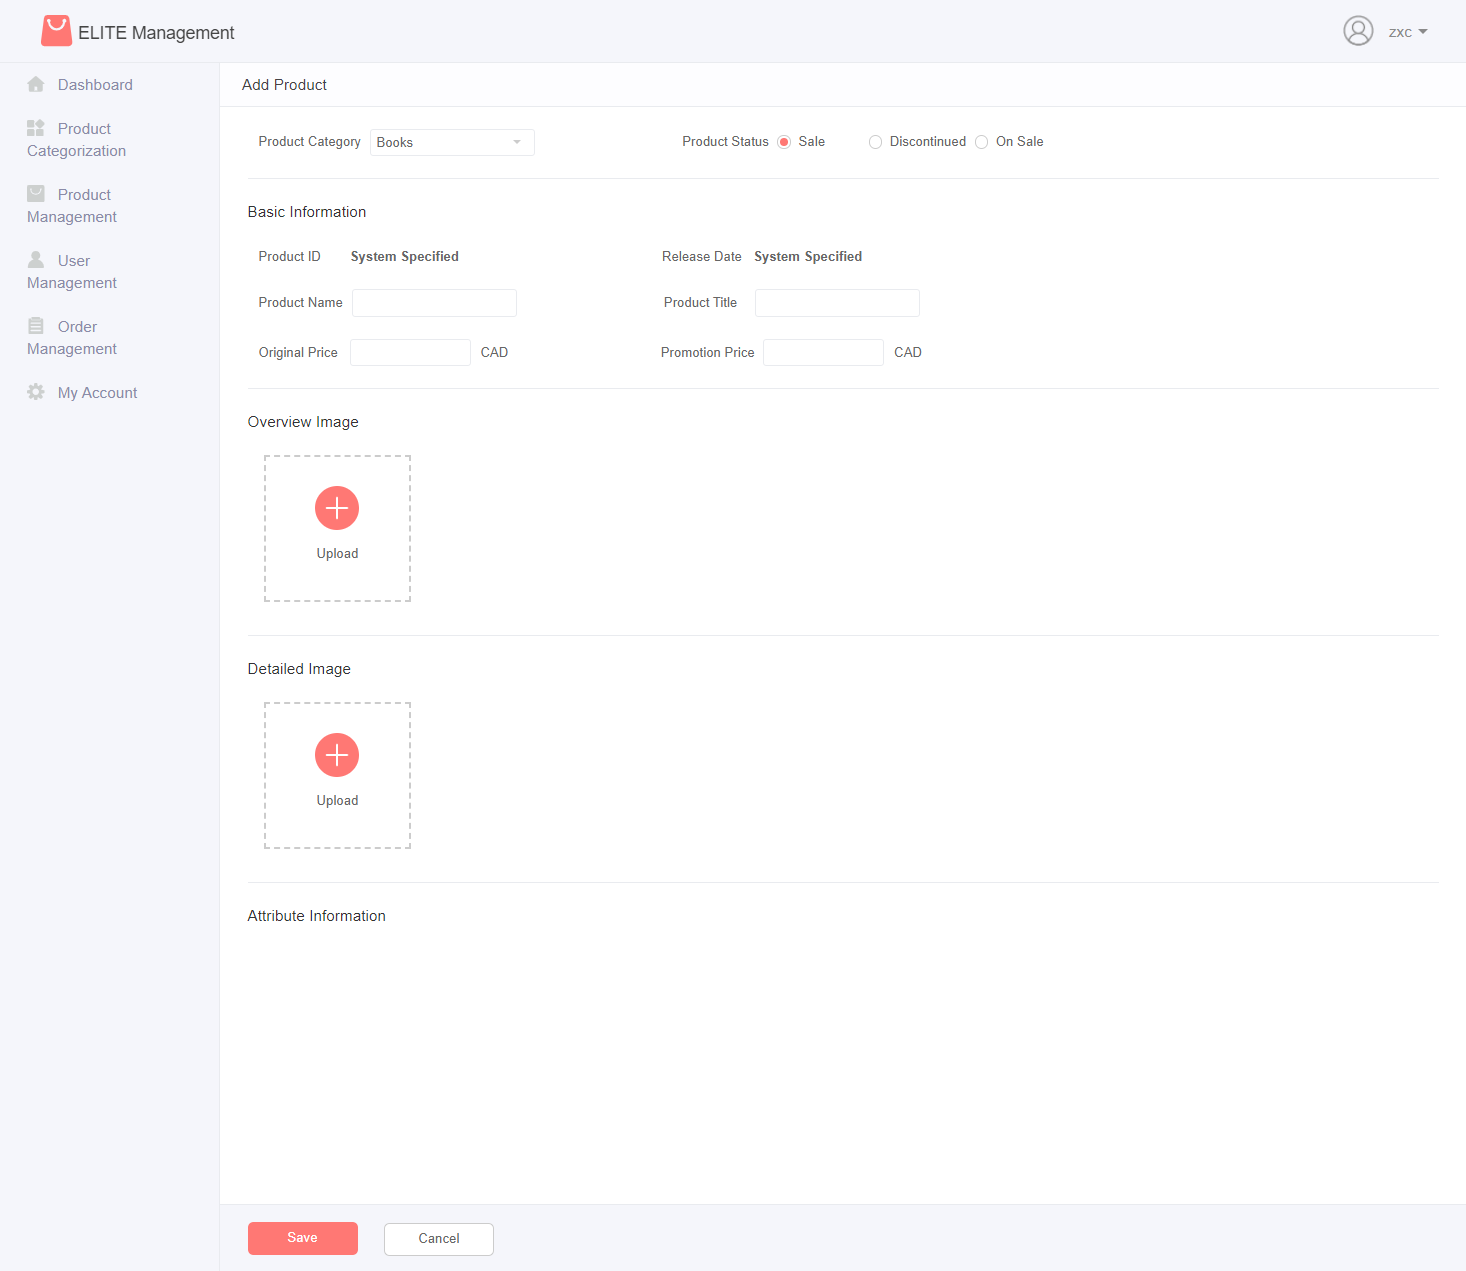 ELITE Management
zxc
Dashboard
Product
Categorization
Product
Management
User
Management
Order
Management
My Account
Add Product
Product Category Books Product Status Sale Discontinued On Sale
Basic Information
Product ID System Specified Release Date System Specified
Product Name Product Title
Original Price CAD Promotion Price CAD
Overview Image
Upload
Detailed Image
Upload
Attribute Information
Save Cancel